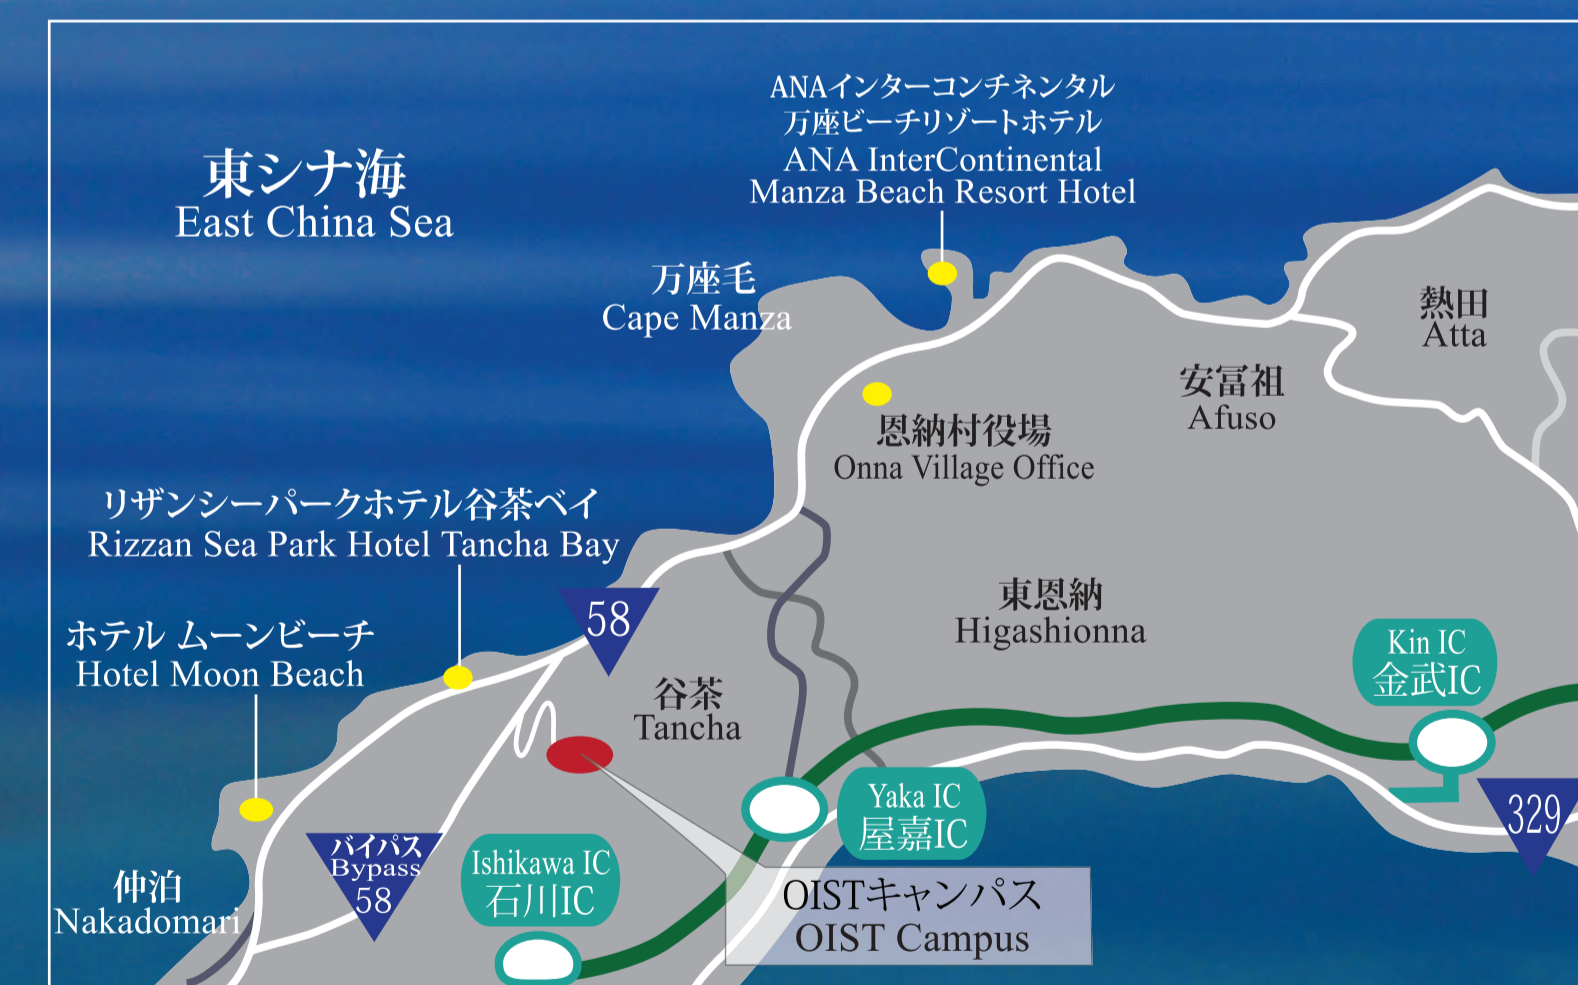 ANAインターコンチネンタル
万座ビーチリゾートホテル
ANA InterContinental
Manza Beach Resort Hotel
東シナ海
East China Sea
万座毛
Cape Manza
熱田
Atta
安冨祖
Afuso
恩納村役場
Onna Village Office
リザンシーパークホテル谷茶ベイ
Rizzan Sea Park Hotel Tancha Bay
58
東恩納
Higashionna
ホテル ムーンビーチ
Hotel Moon Beach
Kin IC
金武IC
谷茶
Tancha
Yaka IC
屋嘉IC
329
バイパス
Bypass
58
Ishikawa IC
石川IC
仲泊
Nakadomari
OISTキャンパス
OIST Campus